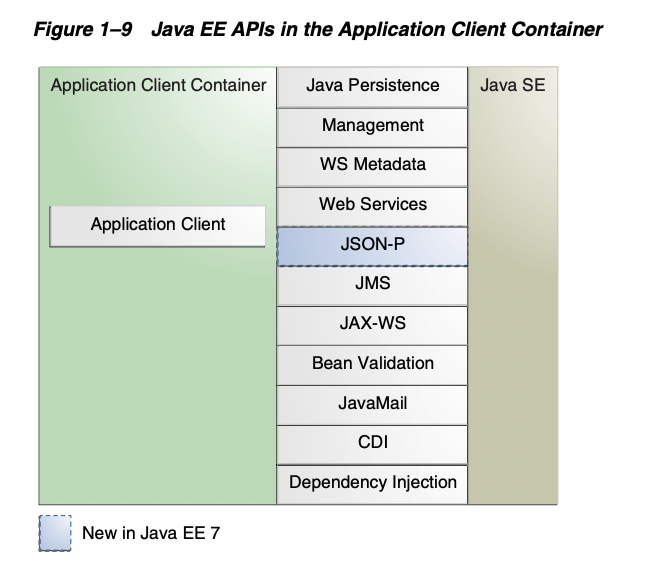 Figure 1–9 Java EE APIs in the Application Client Container
Application Client Container
Application Client
Java Persistence
Management
WS Metadata
Web Services
JSON-P
JMS
JAX-WS
Bean Validation
JavaMail
CDI
Dependency Injection
Java SE
New in Java EE 7